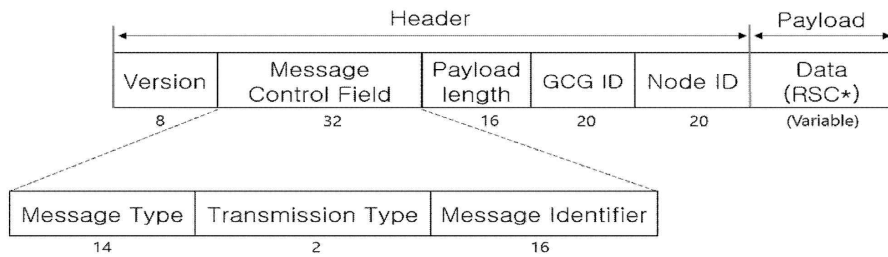 Header Payload
Version Message Control Field Payload length GCG ID Node ID Data (RSC*)
8 32 16 20 20 (Variable)
Message Type Transmission Type Message Identifier
14 2 16